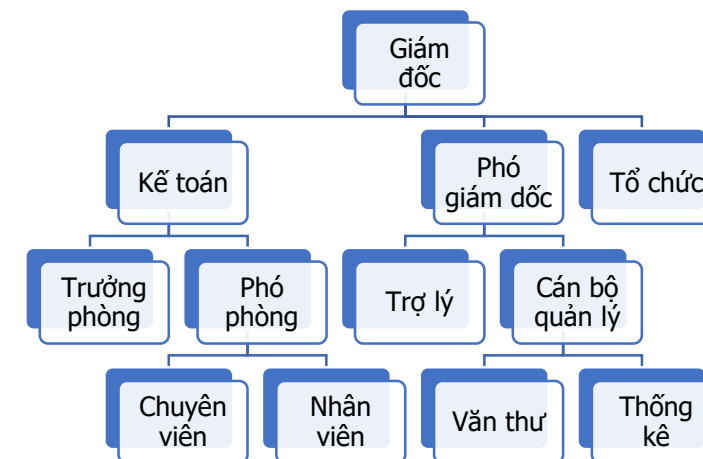 Giám
đốc
Kế toán
Phó
giám dốc
Tổ chức
Trưởng
phòng
Phó
phòng
Trợ lý
Cán bộ
quản lý
Chuyên
viên
Nhân
viên
Văn thư
Thống
kê